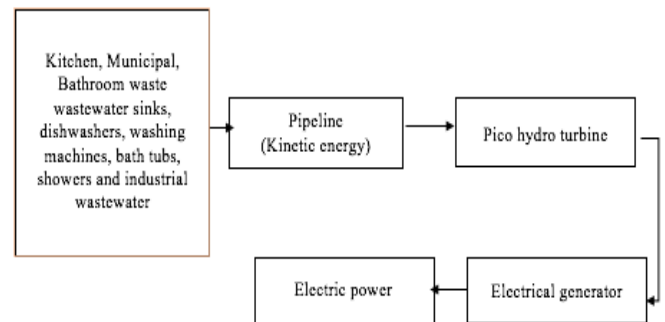 Kitchen, Municipal,
Bathroom waste
wastewater sinks,
dishwashers, washing
machines, bath tubs,
showers and industrial
wastewater
Pipeline
(Kinetic energy)
Pico hydro turbine
Electrical generator
Electric power